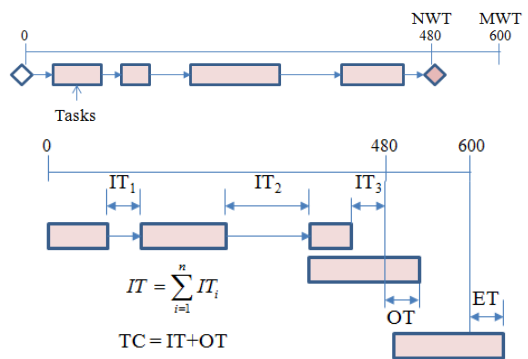 NWT MWT
0 480 600
Tasks
0 480 600
IT₁ IT₂ IT₃
IT = \sum_{i=1}^{n} IT_i
ET
OT
TC = IT+OT